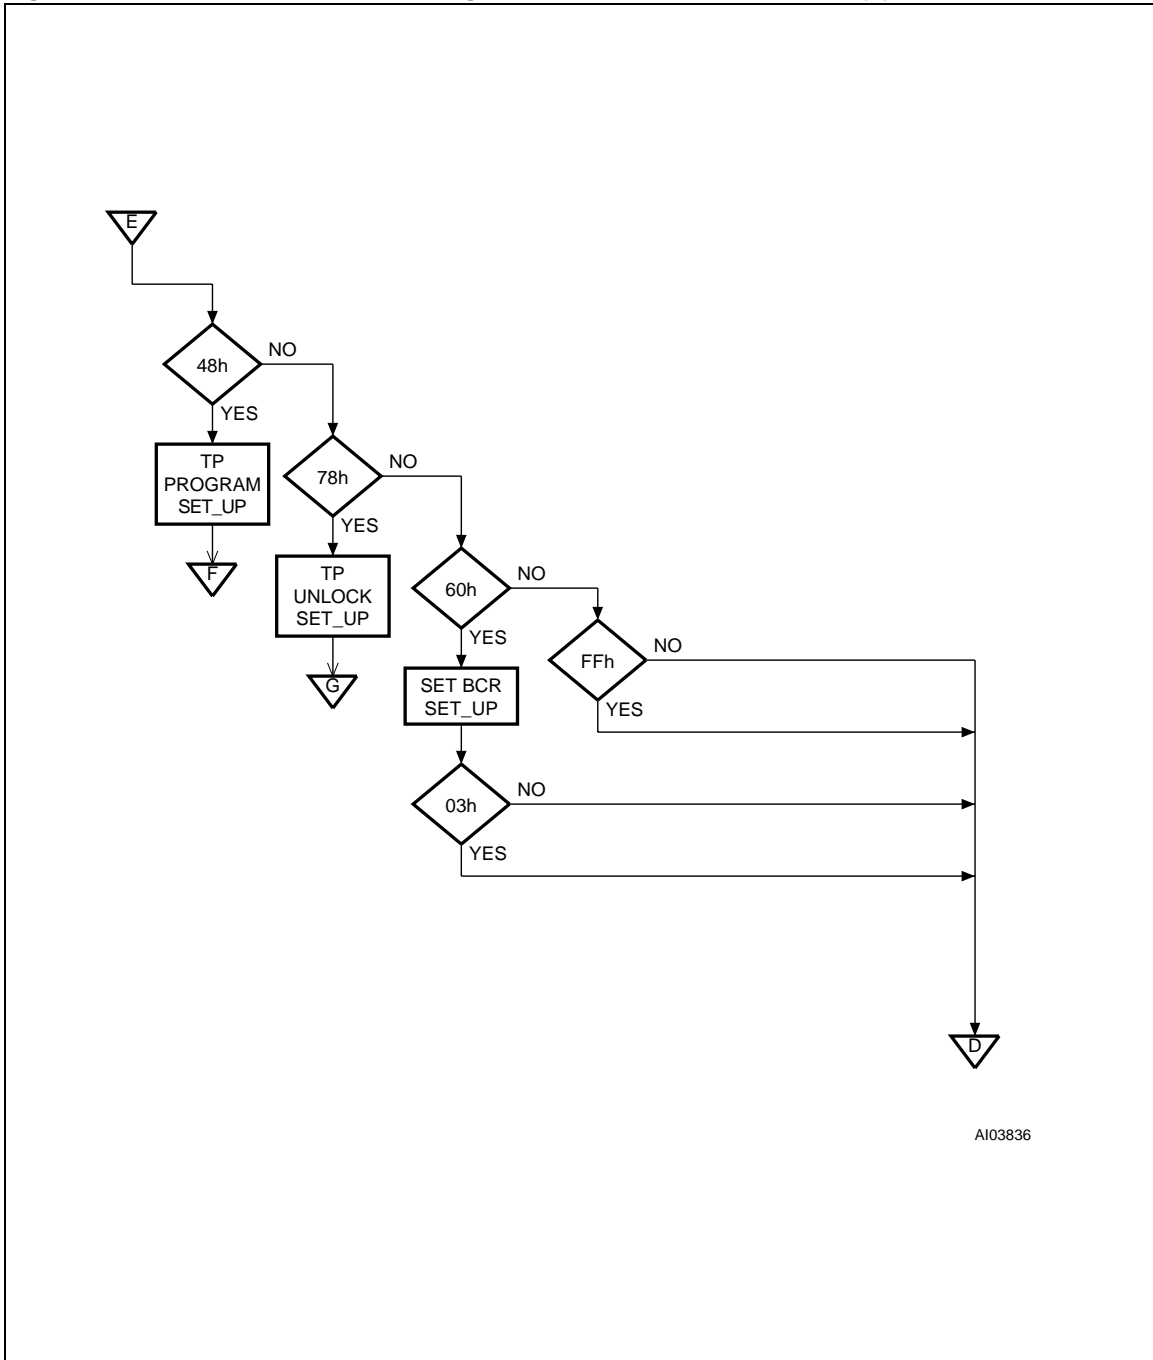 E
48h
NO
YES
TP
PROGRAM
SET_UP
F
78h
NO
YES
TP
UNLOCK
SET_UP
G
60h
NO
YES
SET BCR
SET_UP
FFh
NO
YES
03h
NO
YES
D
AI03836